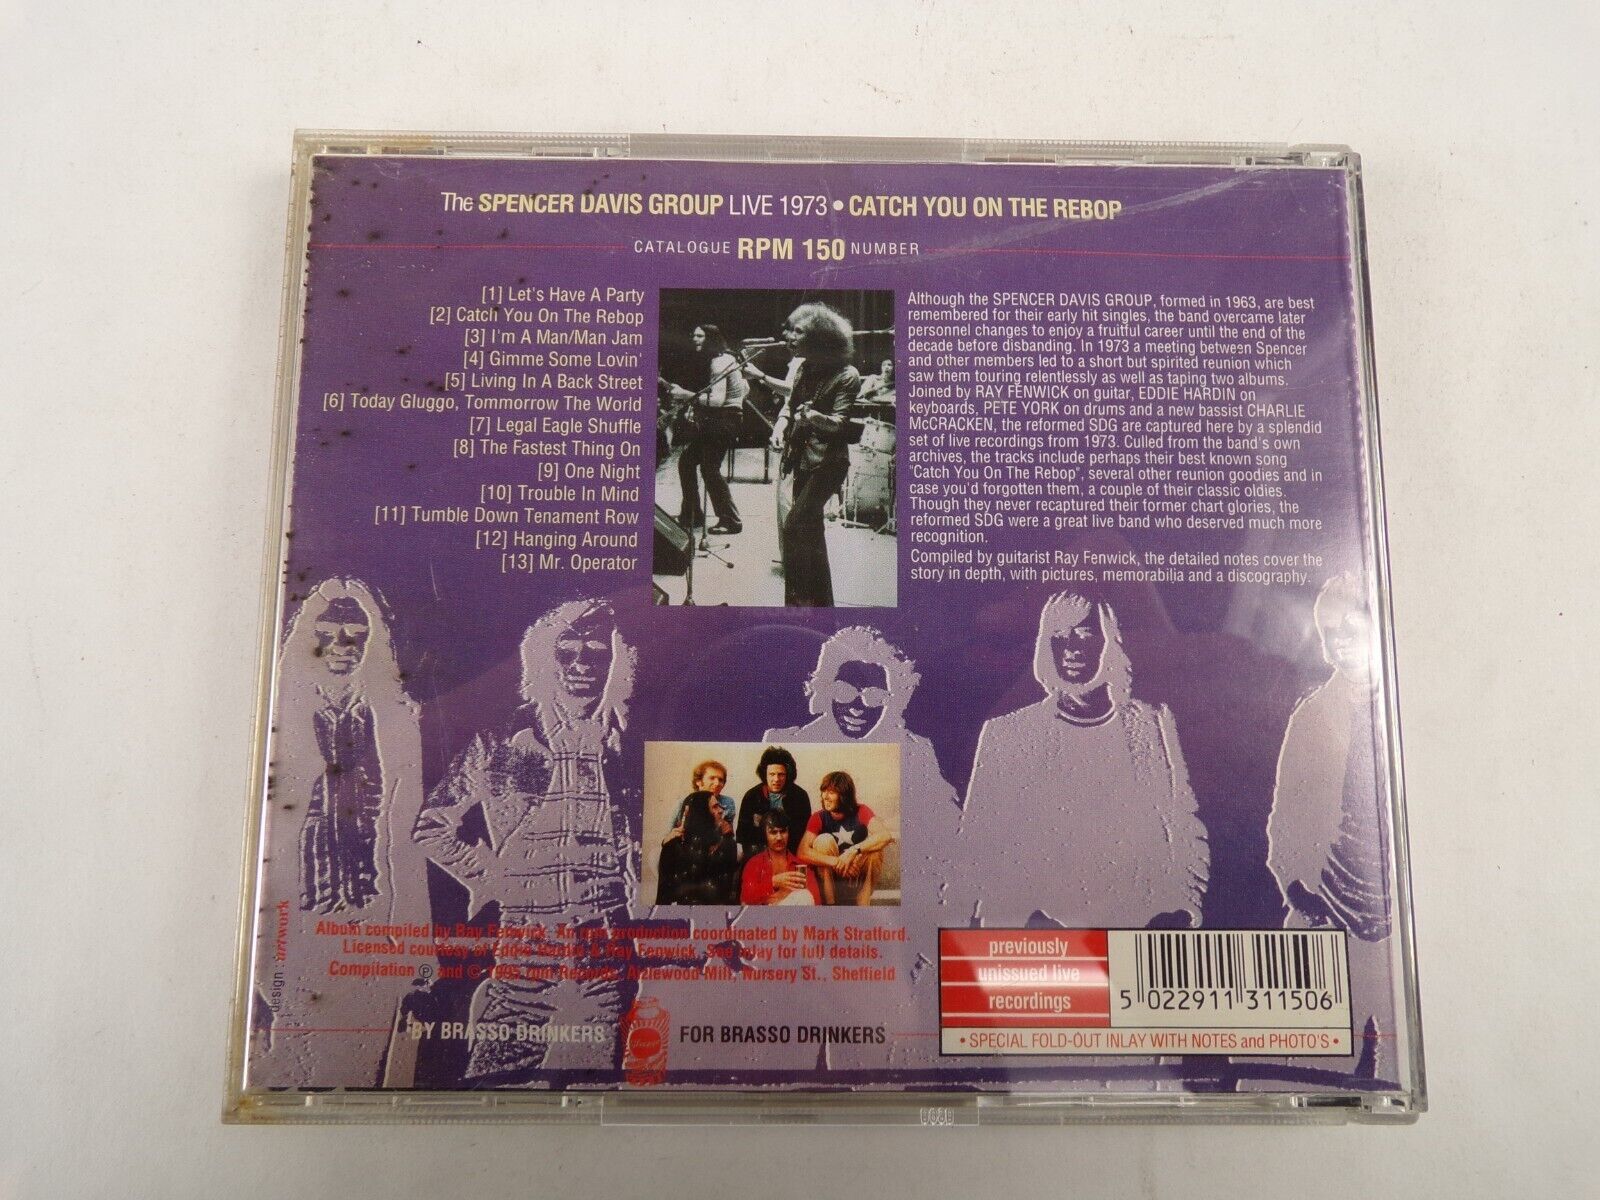 The SPENCER DAVIS GROUP LIVE 1973 • CATCH YOU ON THE REBOP
CATALOGUE RPM 150 NUMBER
[1] Let's Have A Party
[2] Catch You On The Rebop
[3] I'm A Man/Man Jam
[4] Gimme Some Lovin'
[5] Living In A Back Street
[6] Today Gluggo, Tommorrow The World
[7] Legal Eagle Shuffle
[8] The Fastest Thing On
[9] One Night
[10] Trouble In Mind
[11] Tumble Down Tenament Row
[12] Hanging Around
[13] Mr. Operator
Although the SPENCER DAVIS GROUP, formed in 1963, are best
remembered for their early hit singles, the band overcame later
personnel changes to enjoy a fruitful career until the end of the
decade before disbanding. In 1973 a meeting between Spencer
and other members led to a short but spirited reunion which
saw them touring relentlessly as well as taping two albums.
Joined by RAY FENWICK on guitar, EDDIE HARDIN on
keyboards, PETE YORK on drums and a new bassist CHARLIE
McCRACKEN, the reformed SDG are captured here by a splendid
set of live recordings from 1973. Culled from the band's own
archives, the tracks include perhaps their best known song
"Catch You On The Rebop", several other reunion goodies and in
case you'd forgotten them, a couple of their classic oldies.
Though they never recaptured their former chart glories, the
reformed SDG were a great live band who deserved much more
recognition.
Compiled by guitarist Ray Fenwick, the detailed notes cover the
story in depth, with pictures, memorabilia and a discography.
design : artwork
Album compiled by Ray Fenwick. An rpm production coordinated by Mark Stratford.
Licensed courtesy of Eddie Hardin & Ray Fenwick. See inlay for full details.
Compilation ℗ and © 1995 rpm Records, Aizlewood Mill, Nursery St., Sheffield
BY BRASSO DRINKERS FOR BRASSO DRINKERS
previously
unissued live
recordings
5 022911 311506
• SPECIAL FOLD-OUT INLAY WITH NOTES and PHOTO'S •